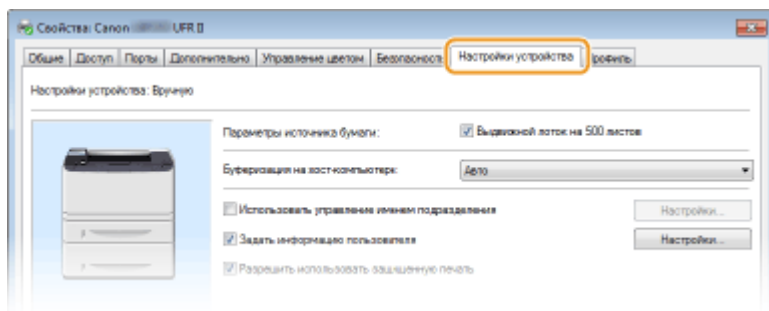 Свойства: Canon UFR II
Общие Доступ Порты Дополнительно Управление цветом Безопасность Настройки устройства Профиль
Настройки устройства: Вручную
Параметры источника бумаги: Выдвижной лоток на 500 листов
Буферизация на хост-компьютере: Авто
Использовать управление именем подразделения Настройки...
Задать информацию пользователя Настройки...
Разрешить использовать защищенную печать